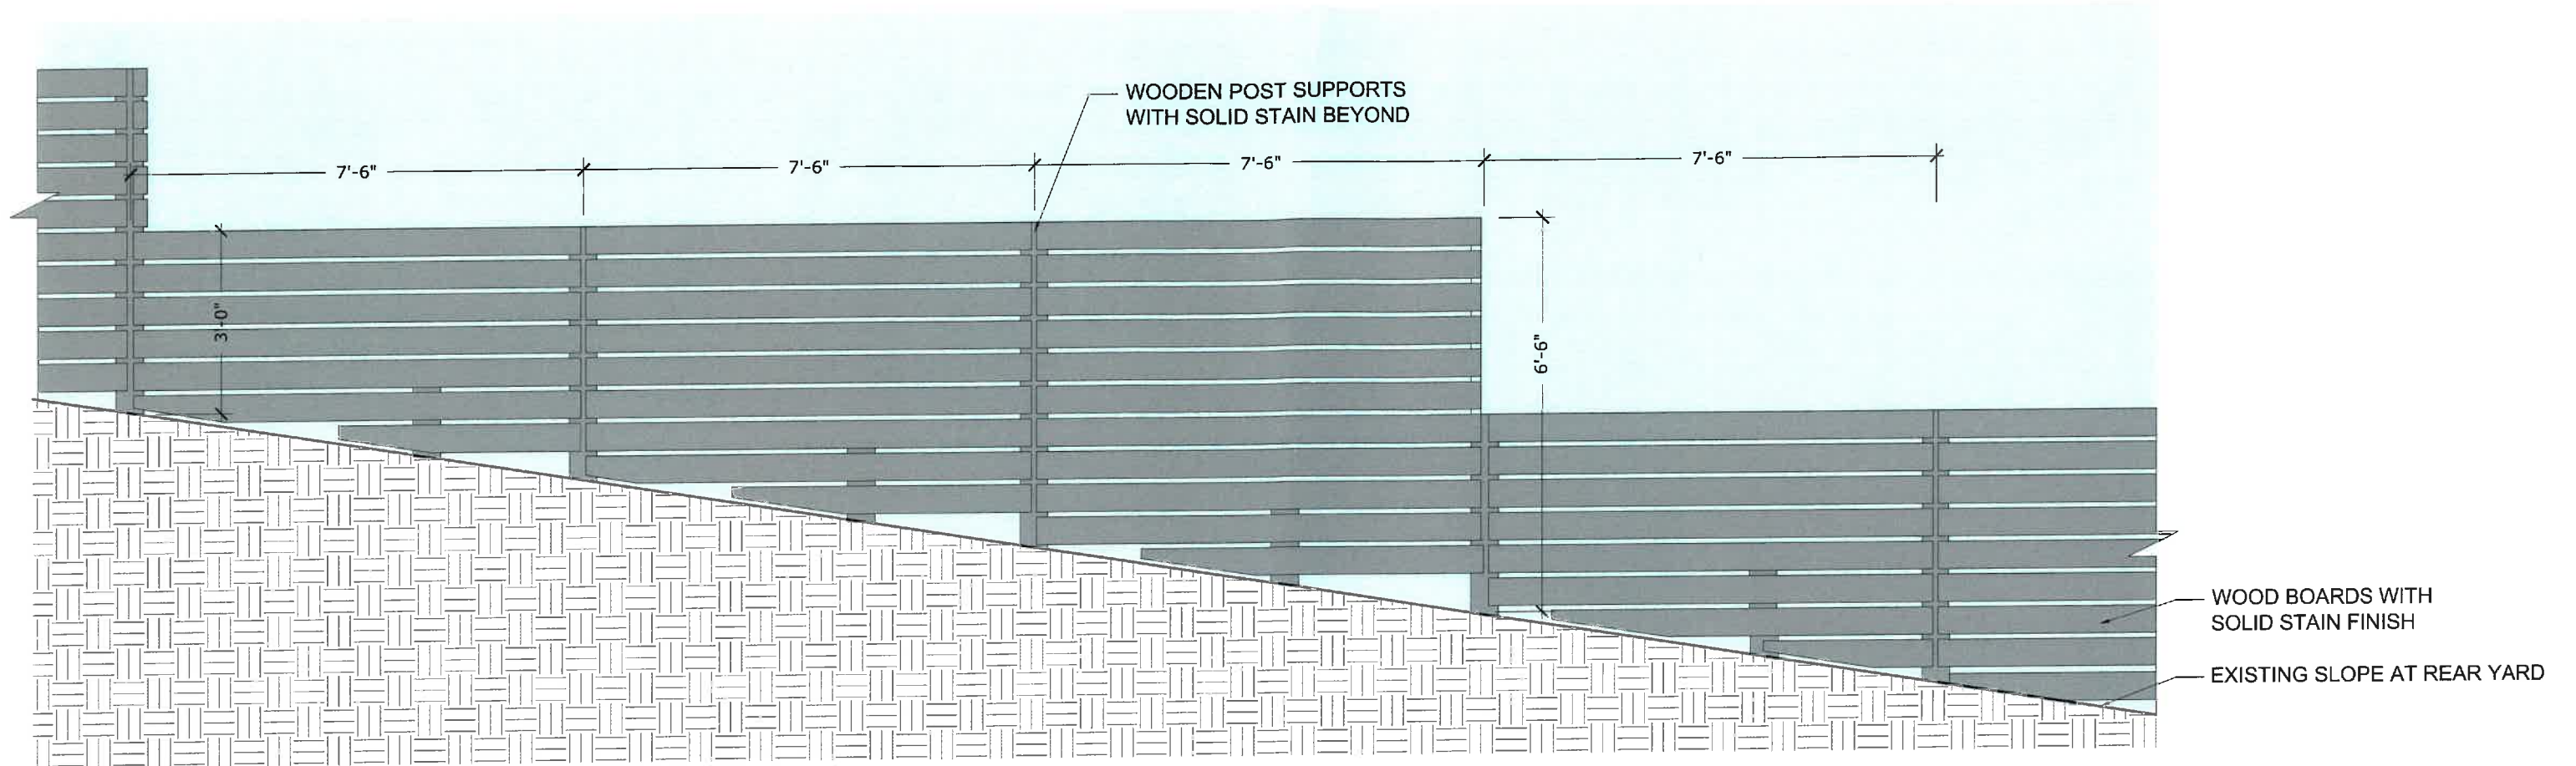 WOODEN POST SUPPORTS
WITH SOLID STAIN BEYOND
7'-6"
7'-6"
7'-6"
7'-6"
3'-0"
6'-6"
WOOD BOARDS WITH
SOLID STAIN FINISH
EXISTING SLOPE AT REAR YARD